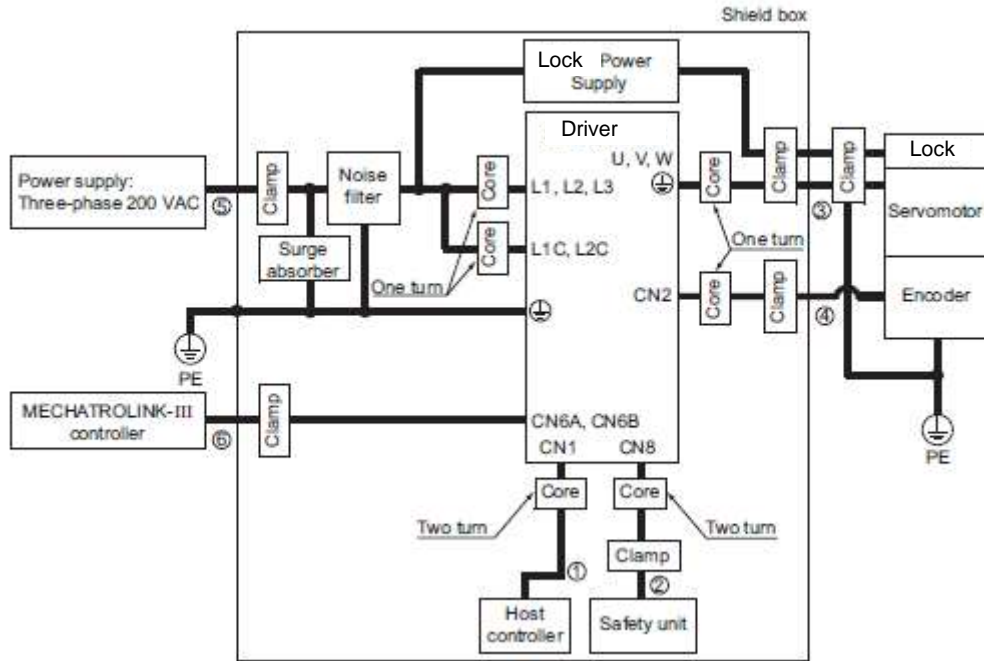 Shield box
Lock Power
Supply
Driver
U, V, W
Core
Clamp
Clamp
Lock
Power supply:
Three-phase 200 VAC
⑤
Clamp
Noise
filter
Core
L1, L2, L3
③
Servomotor
Surge
absorber
Core
L1C, L2C
One turn
One turn
CN2
Core
Clamp
④
Encoder
PE
MECHATROLINK-III
controller
⑥
Clamp
CN6A, CN6B
CN1
CN8
PE
Core
Core
Two turn
Two turn
Clamp
①
②
Host
controller
Safety unit